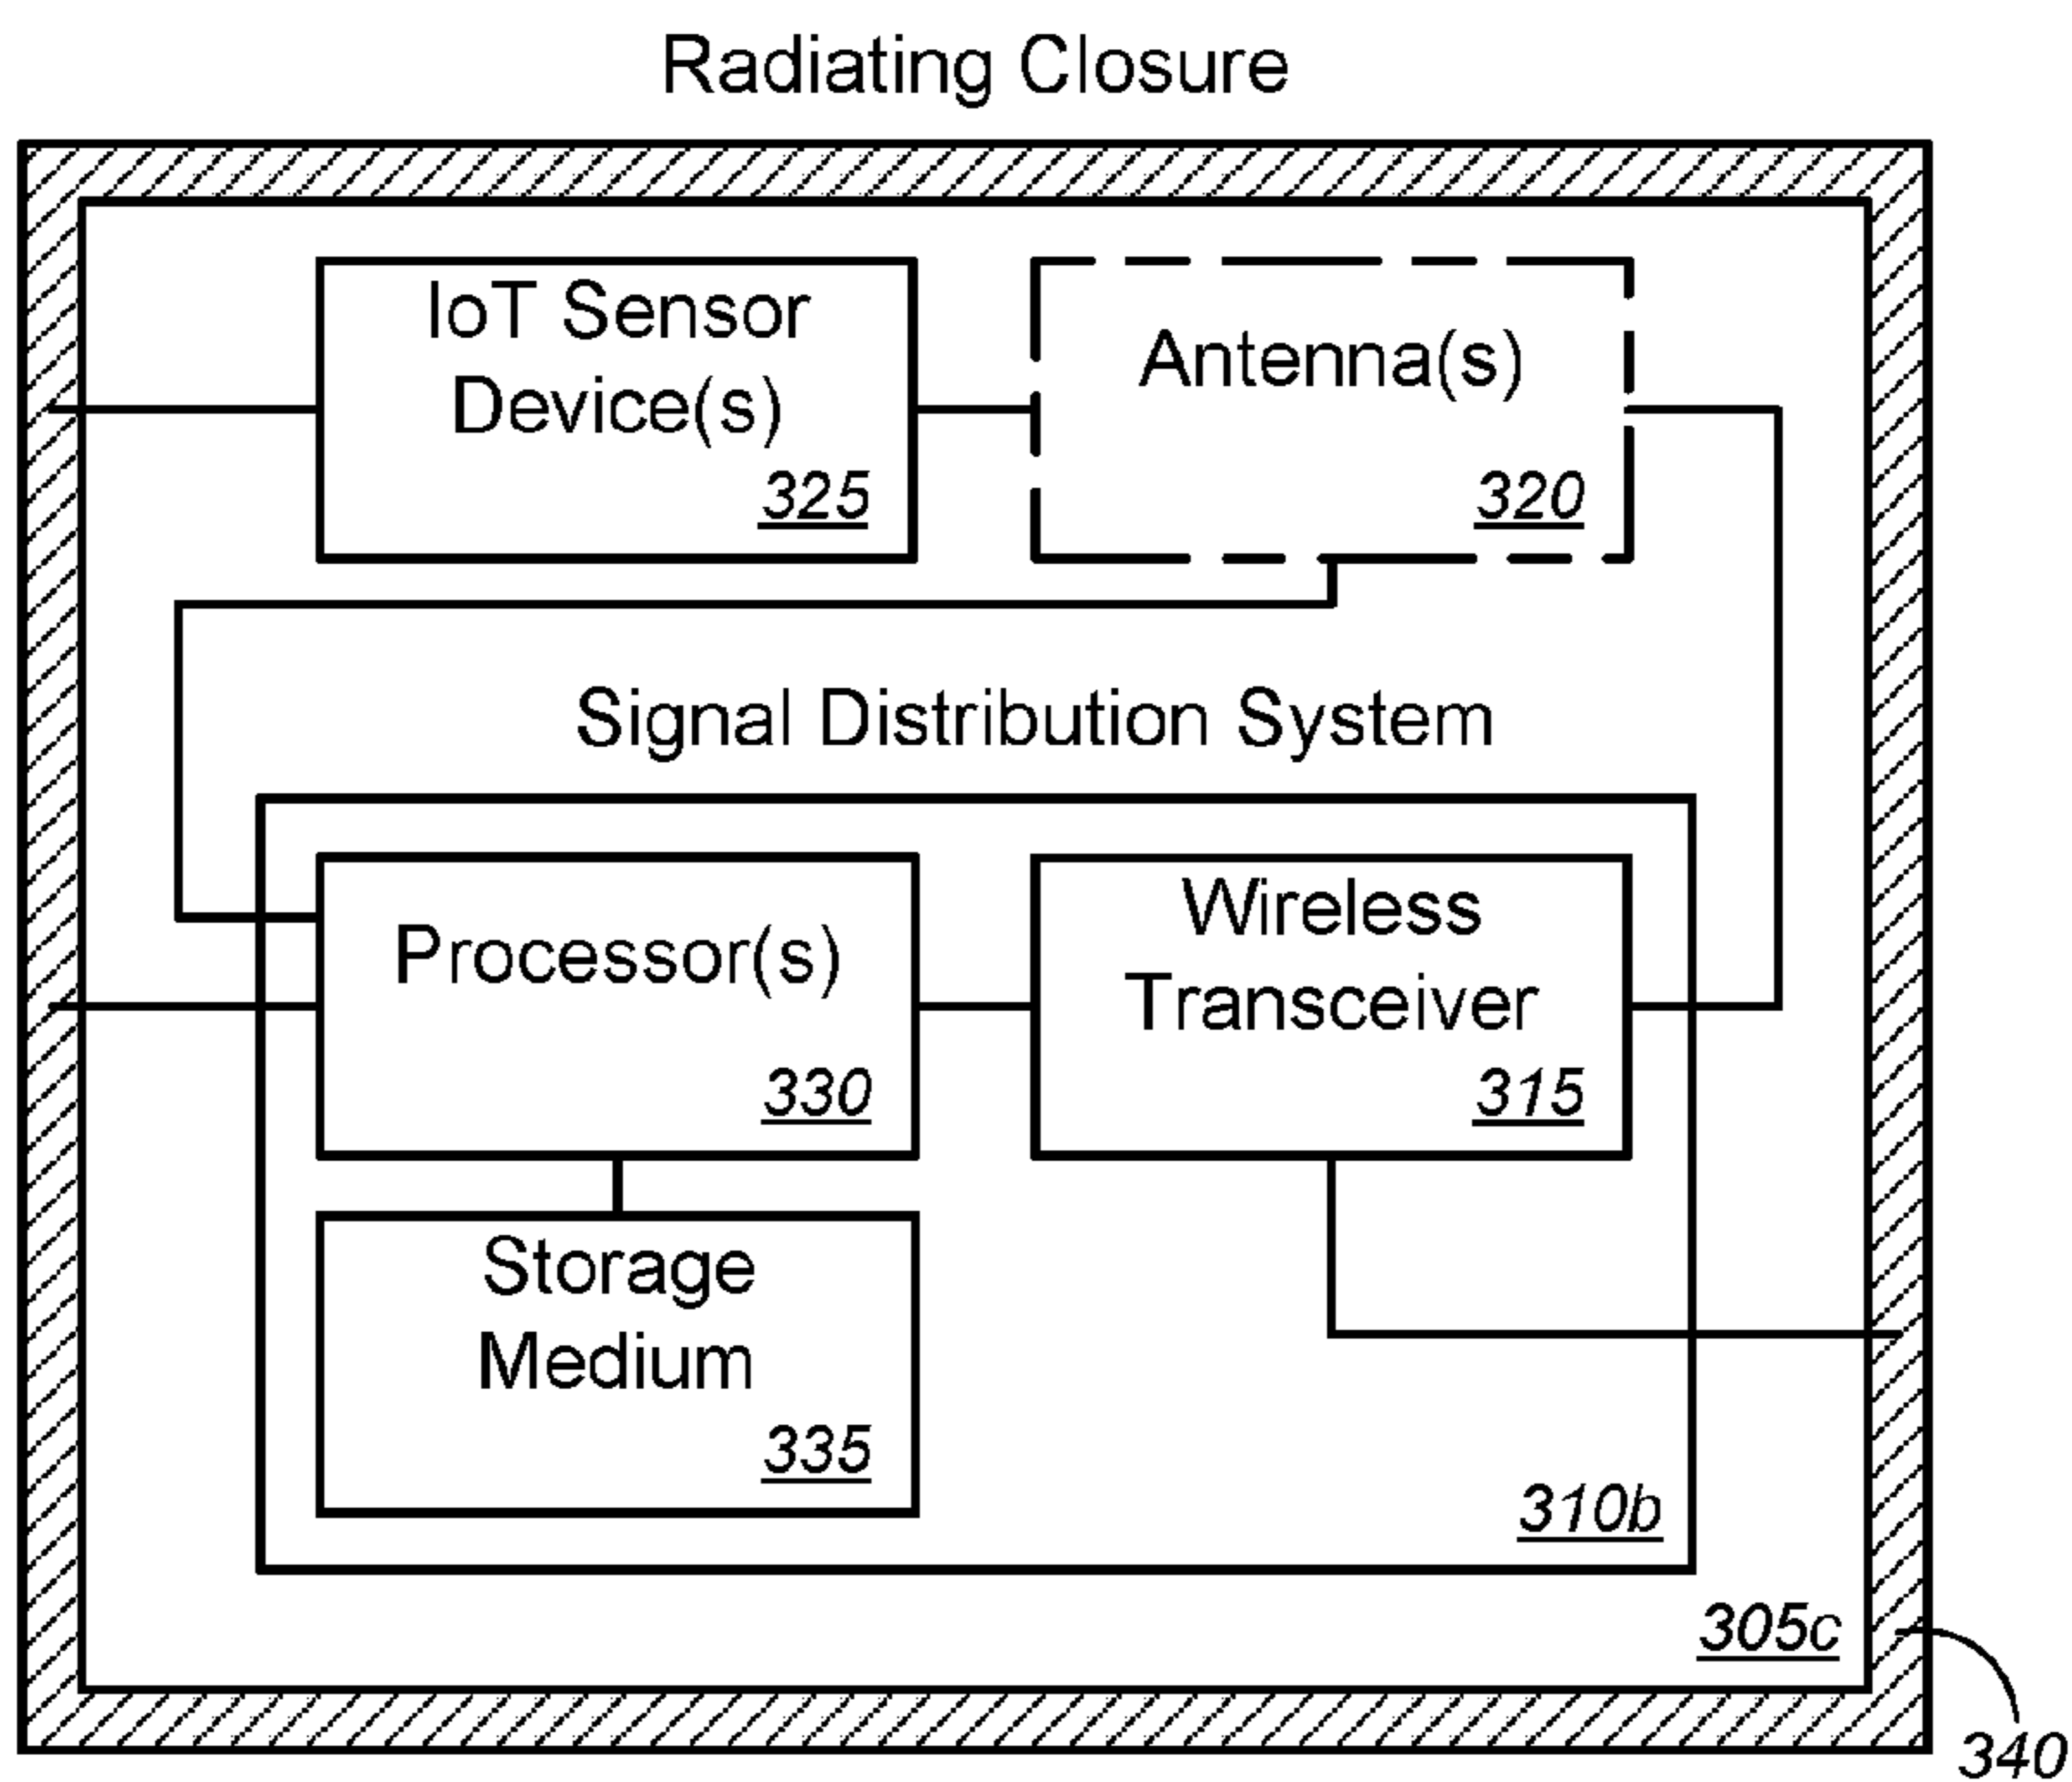 Radiating Closure
IoT Sensor
Device(s)
325
Antenna(s)
320
Signal Distribution System
Processor(s)
330
Wireless
Transceiver
315
Storage
Medium
335
310b
305c
340